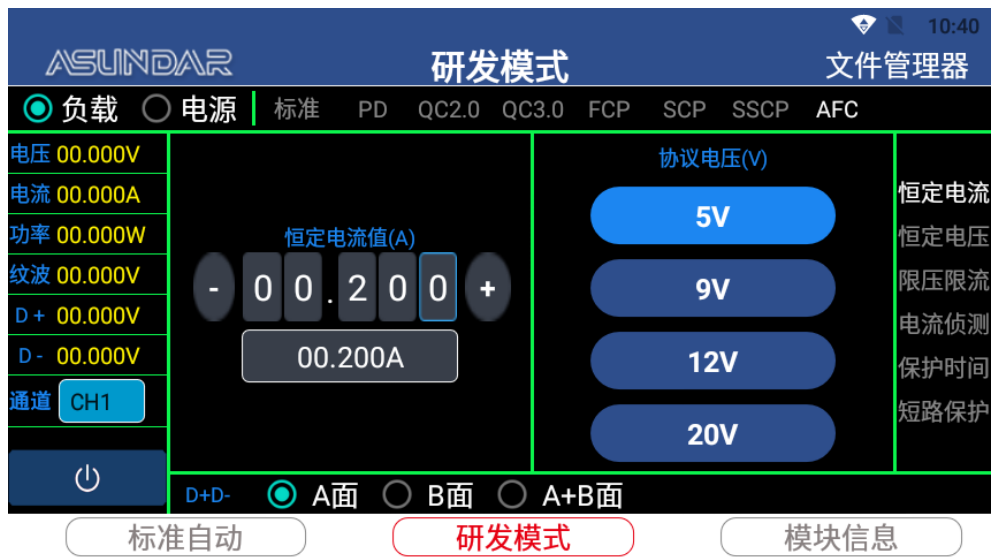 10:40
ASUNDAR 研发模式 文件管理器
负载 电源 标准 PD QC2.0 QC3.0 FCP SCP SSCP AFC
电压 00.000V
电流 00.000A
功率 00.000W
纹波 00.000V
D+ 00.000V
D- 00.000V
通道 CH1
恒定电流值(A)
- 0 0 . 2 0 0 +
00.200A
协议电压(V)
5V
9V
12V
20V
恒定电流
恒定电压
限压限流
电流侦测
保护时间
短路保护
D+D- A面 B面 A+B面
标准自动 研发模式 模块信息